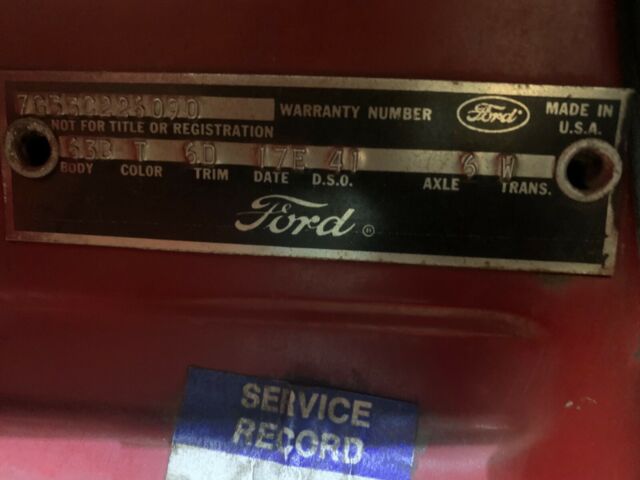 7G55C223090 WARRANTY NUMBER Ford MADE IN U.S.A.
NOT FOR TITLE OR REGISTRATION
63B T 6D 17E 41 6 W
BODY COLOR TRIM DATE D.S.O. AXLE TRANS.
Ford ®
SERVICE
RECORD